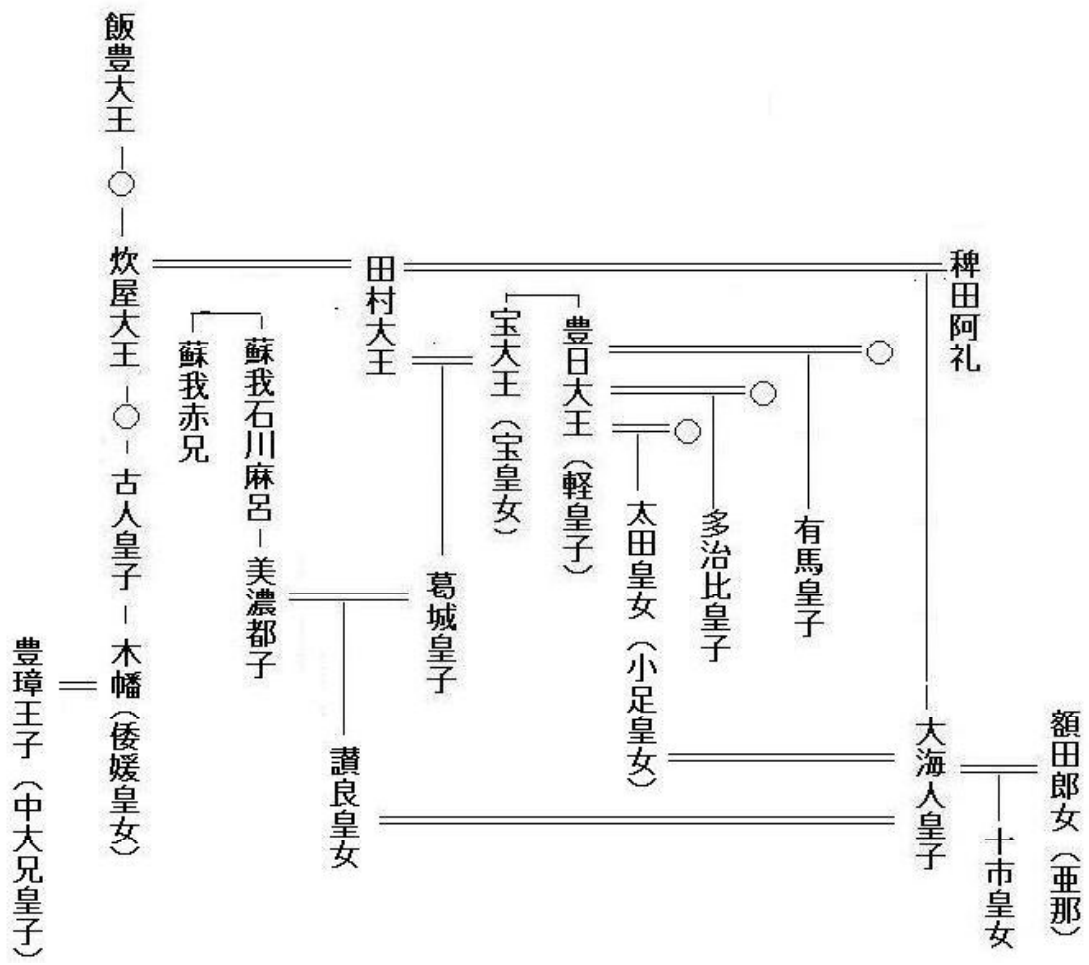 飯豊大王
炊屋大王
田村大王
稗田阿礼
宝大王（宝皇女）
豊日大王（軽皇子）
蘇我赤兄
蘇我石川麻呂
美濃都子
葛城皇子
太田皇女（小足皇女）
多治比皇子
有馬皇子
古人皇子
木幡（倭媛皇女）
豊璋王子（中大兄皇子）
讃良皇女
大海人皇子
十市皇女
額田郎女（亜那）